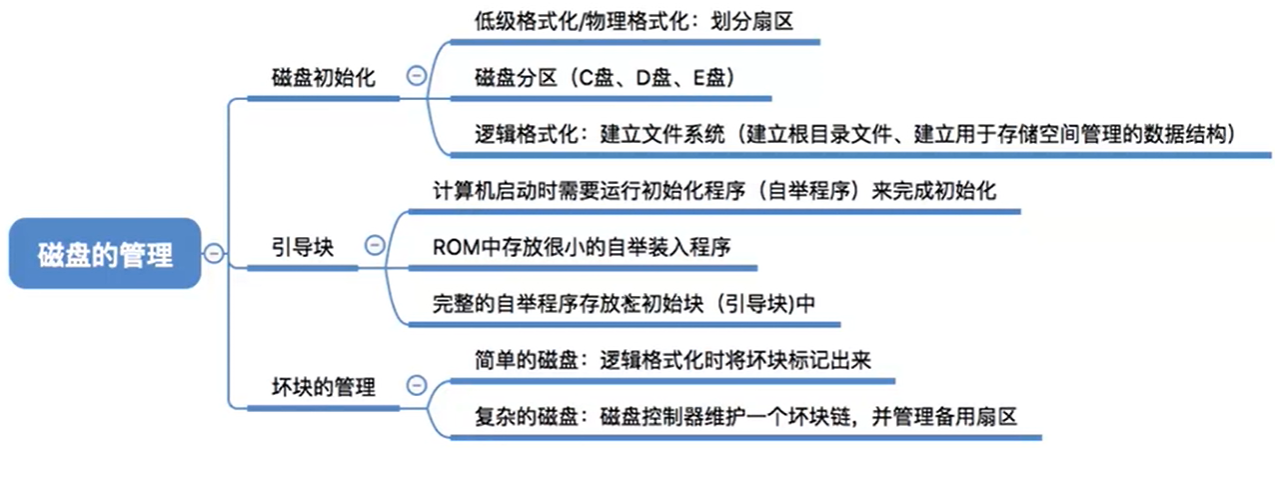 磁盘的管理
磁盘初始化
低级格式化/物理格式化：划分扇区
磁盘分区（C盘、D盘、E盘）
逻辑格式化：建立文件系统（建立根目录文件、建立用于存储空间管理的数据结构）
引导块
计算机启动时需要运行初始化程序（自举程序）来完成初始化
ROM中存放很小的自举装入程序
完整的自举程序存放在初始块（引导块)中
坏块的管理
简单的磁盘：逻辑格式化时将坏块标记出来
复杂的磁盘：磁盘控制器维护一个坏块链，并管理备用扇区